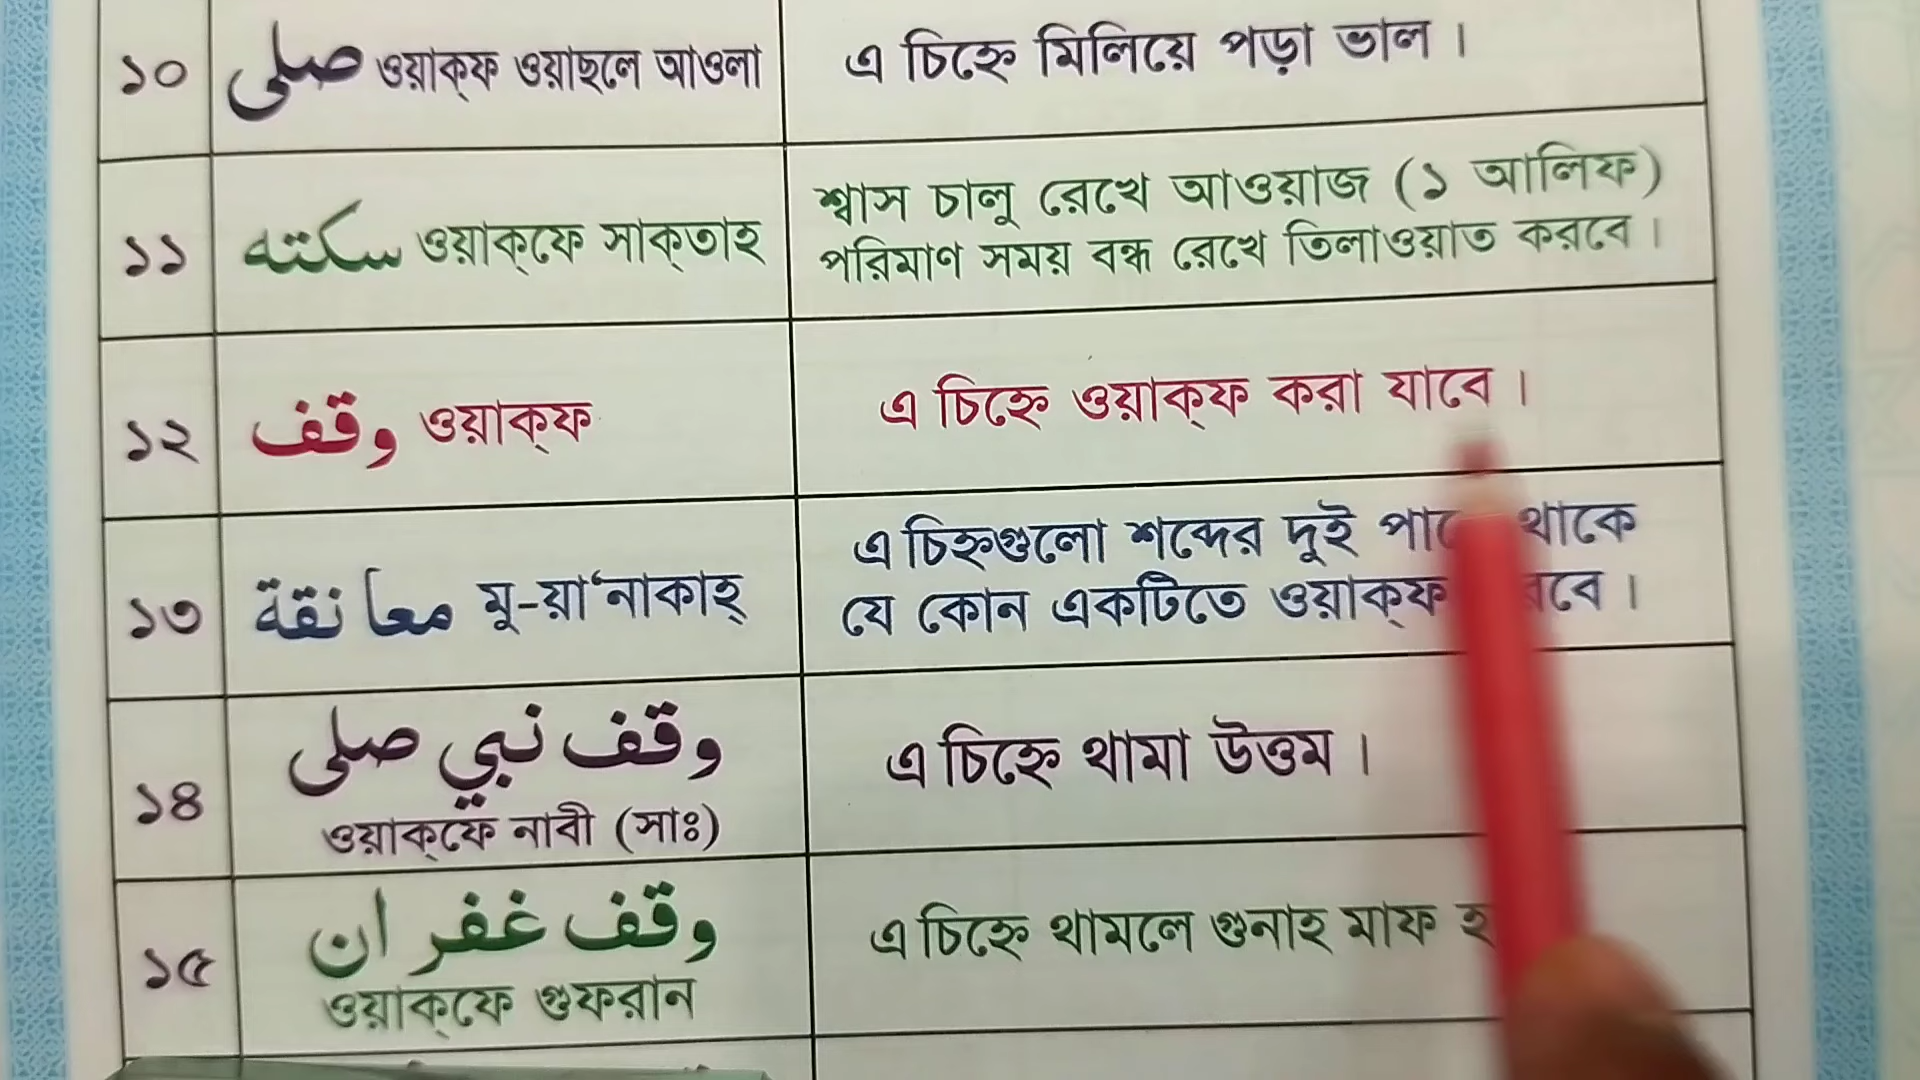 ১০ صلى ওয়াক্ফ ওয়াছলে আওলা এ চিহ্নে মিলিয়ে পড়া ভাল।
১১ سكته ওয়াক্ফে সাক্তাহ শ্বাস চালু রেখে আওয়াজ (১ আলিফ)
পরিমাণ সময় বন্ধ রেখে তিলাওয়াত করবে।
১২ وقف ওয়াক্ফ এ চিহ্নে ওয়াক্ফ করা যাবে।
১৩ معانقة মু-য়া‘নাকাহ্ এ চিহ্নগুলো শব্দের দুই থাকে
যে কোন একটিতে ওয়াক্ফ
১৪ وقف نبي صلى এ চিহ্নে থামা উত্তম।
ওয়াক্ফে নাবী (সাঃ)
১৫ وقف غفران এ চিহ্নে থামলে গুনাহ মাফ
ওয়াক্ফে গুফরান